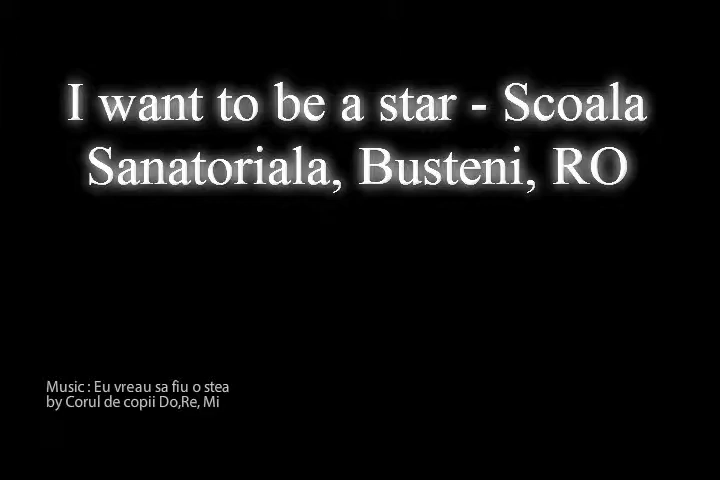 I want to be a star - Scoala
Sanatoriala, Busteni, RO
Music : Eu vreau sa fiu o stea
by Corul de copii Do,Re, Mi